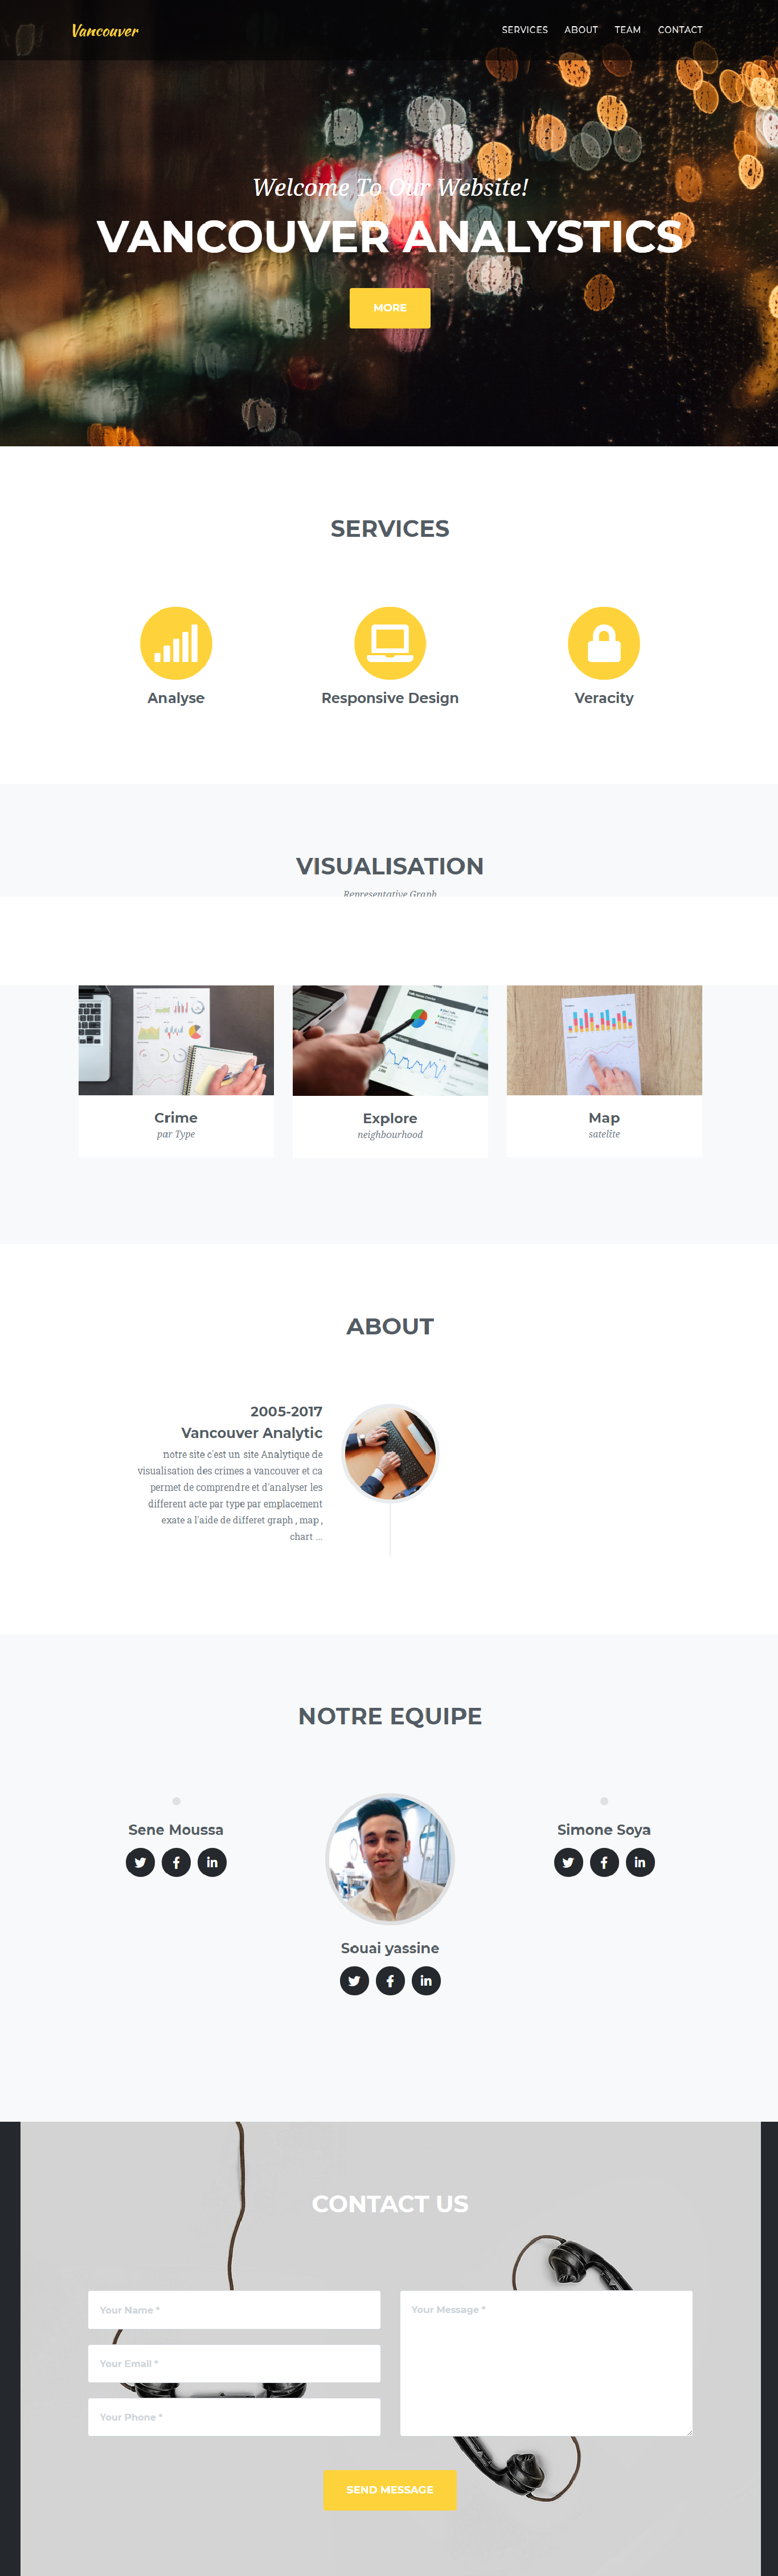 Vancouver
SERVICES ABOUT TEAM CONTACT
Welcome To Our Website!
VANCOUVER ANALYSTICS
MORE
SERVICES
Analyse
Responsive Design
Veracity
VISUALISATION
Representative Graph
Crime
par Type
Explore
neighbourhood
Map
satelite
ABOUT
2005-2017
Vancouver Analytic
notre site c'est un site Analytique de
visualisation des crimes a vancouver et ca
permet de comprendre et d'analyser les
different acte par type par emplacement
exate a l'aide de differet graph , map ,
chart ...
NOTRE EQUIPE
Sene Moussa
Souai yassine
Simone Soya
CONTACT US
Your Name *
Your Email *
Your Phone *
Your Message *
SEND MESSAGE